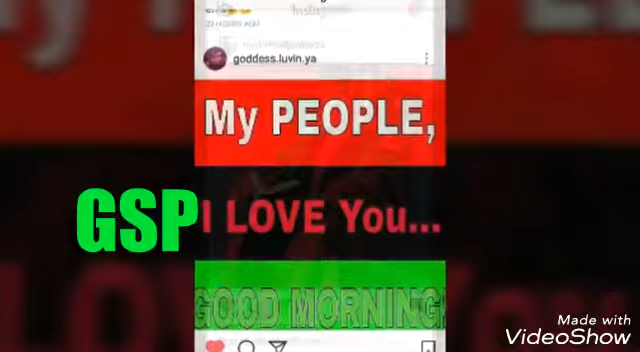 goddess.luvin.ya
My PEOPLE,
GSP
I LOVE You...
GOOD MORNING!
Made with
VideoShow